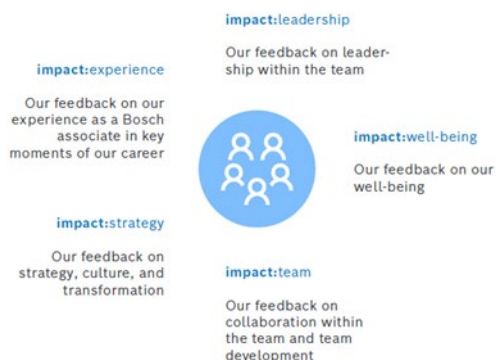 impact:leadership
Our feedback on leader-
ship within the team
impact:experience
Our feedback on our
experience as a Bosch
associate in key
moments of our career
impact:well-being
Our feedback on our
well-being
impact:strategy
Our feedback on
strategy, culture, and
transformation
impact:team
Our feedback on
collaboration within
the team and team
development